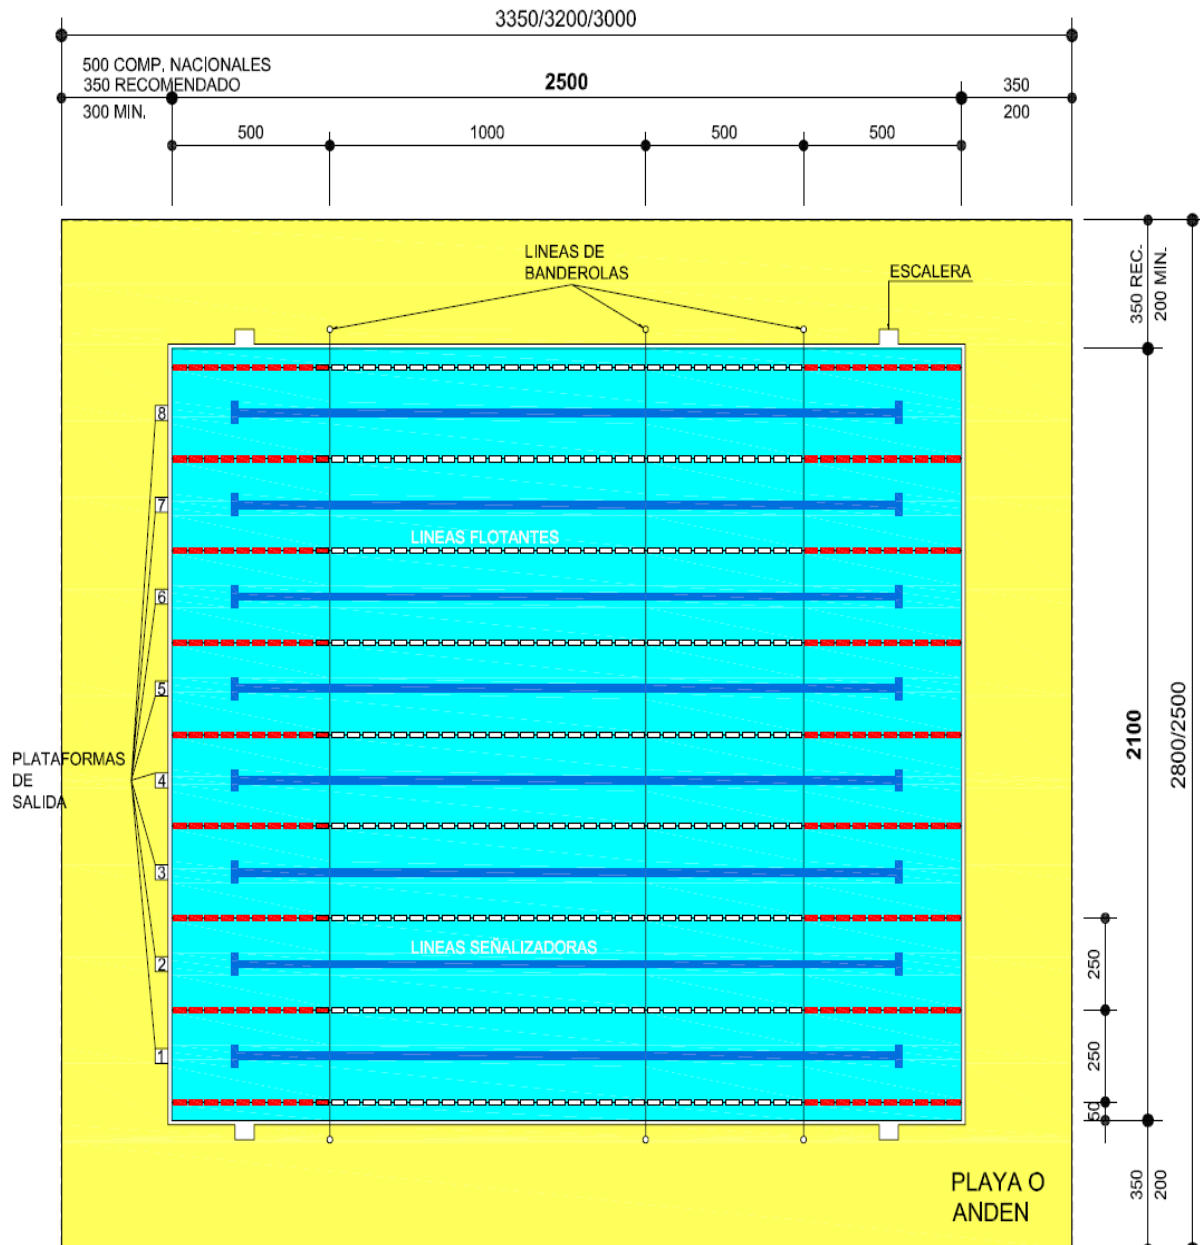 3350/3200/3000
500 COMP. NACIONALES
350 RECOMENDADO
300 MIN.
2500
350
200
500
1000
500
500
LINEAS DE
BANDEROLAS
ESCALERA
350 REC.
200 MIN.
8
7
LINEAS FLOTANTES
6
5
2100
2800/2500
PLATAFORMAS
DE
SALIDA
4
3
LINEAS SEÑALIZADORAS
2
250
1
250
50
PLAYA O
ANDEN
350
200